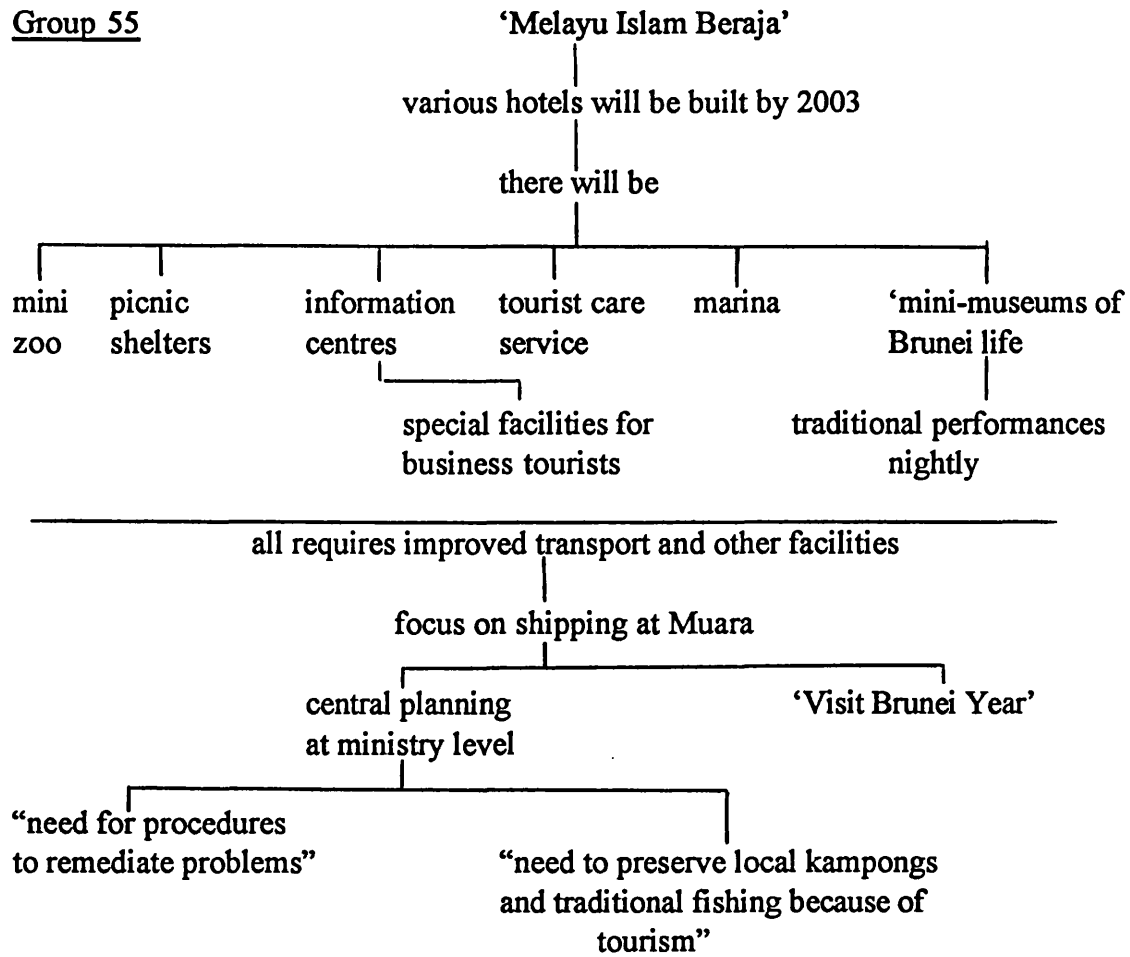 Group 55
‘Melayu Islam Beraja’
various hotels will be built by 2003
there will be
mini
zoo
picnic
shelters
information
centres
tourist care
service
marina
‘mini-museums of
Brunei life
special facilities for
business tourists
traditional performances
nightly
all requires improved transport and other facilities
focus on shipping at Muara
central planning
at ministry level
‘Visit Brunei Year’
“need for procedures
to remediate problems”
“need to preserve local kampongs
and traditional fishing because of
tourism”